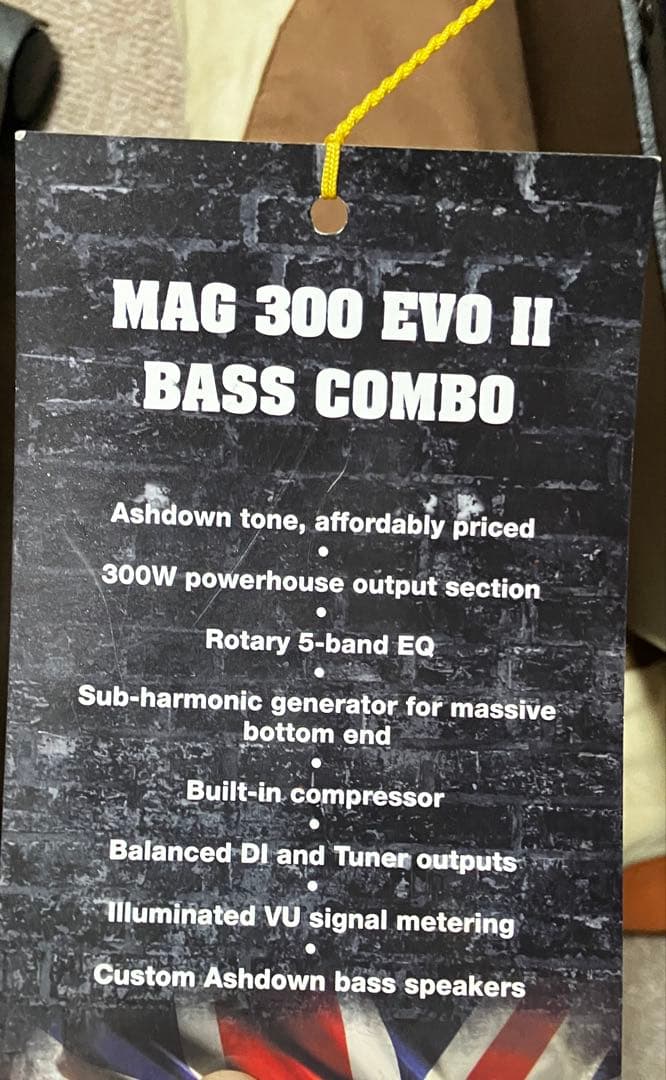 MAG 300 EVO II
BASS COMBO
Ashdown tone, affordably priced
•
300W powerhouse output section
•
Rotary 5-band EQ
•
Sub-harmonic generator for massive
bottom end
•
Built-in compressor
•
Balanced DI and Tuner outputs
•
Illuminated VU signal metering
•
Custom Ashdown bass speakers